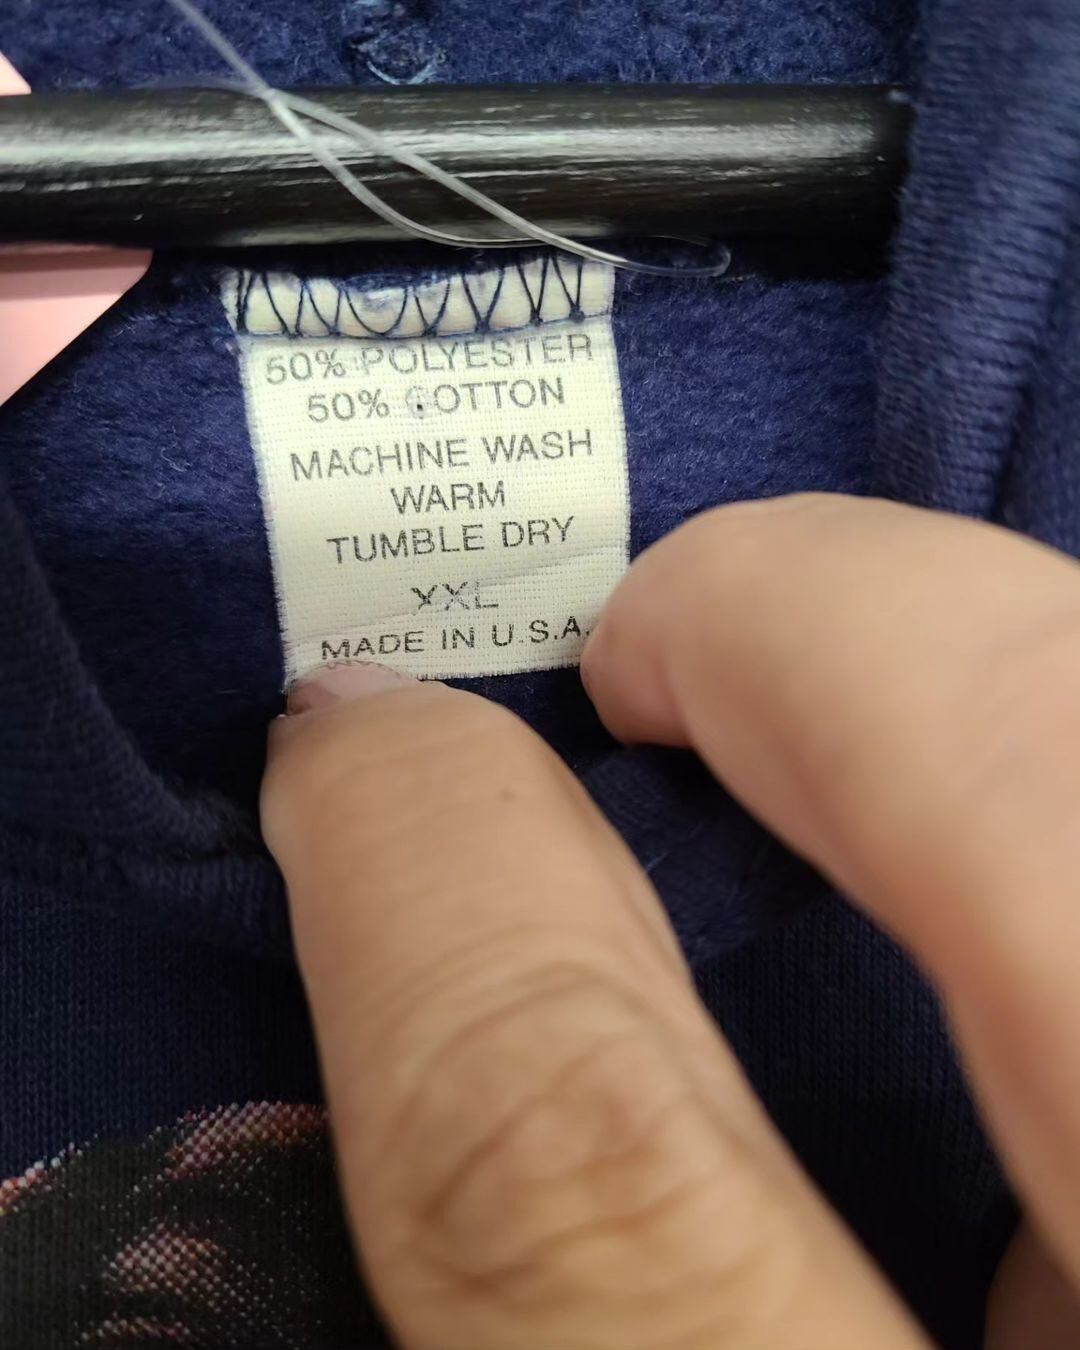 50% POLYESTER
50% COTTON
MACHINE WASH
WARM
TUMBLE DRY
XXL
MADE IN U.S.A.